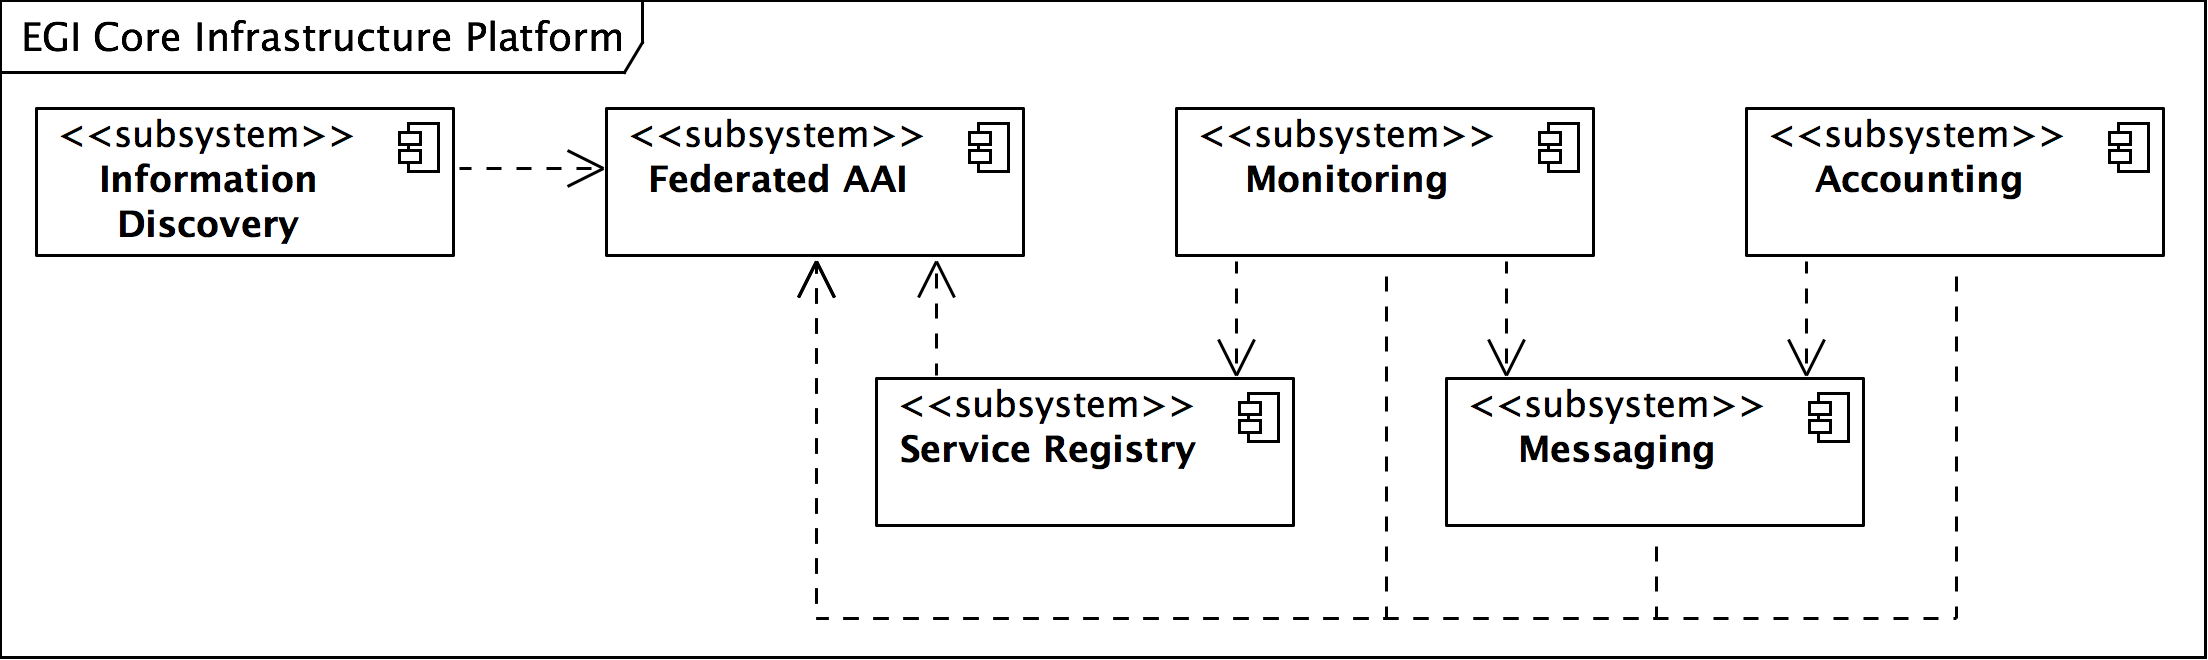 EGI Core Infrastructure Platform
<<subsystem>>
Information
Discovery
<<subsystem>>
Federated AAI
<<subsystem>>
Monitoring
<<subsystem>>
Accounting
<<subsystem>>
Service Registry
<<subsystem>>
Messaging